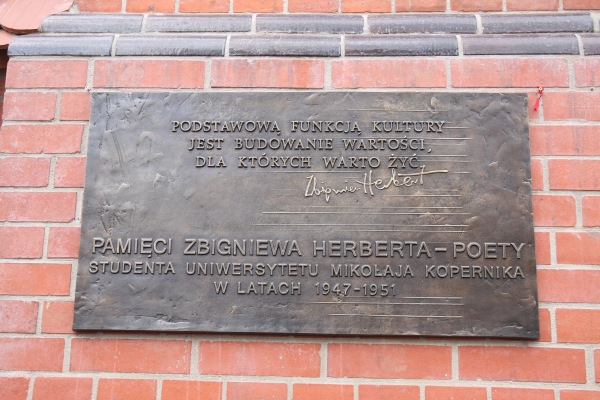 PODSTAWOWĄ FUNKCJĄ KULTURY
JEST BUDOWANIE WARTOŚCI,
DLA KTÓRYCH WARTO ŻYĆ.
Zbigniew Herbert
PAMIĘCI ZBIGNIEWA HERBERTA – POETY
STUDENTA UNIWERSYTETU MIKOŁAJA KOPERNIKA
W LATACH 1947-1951